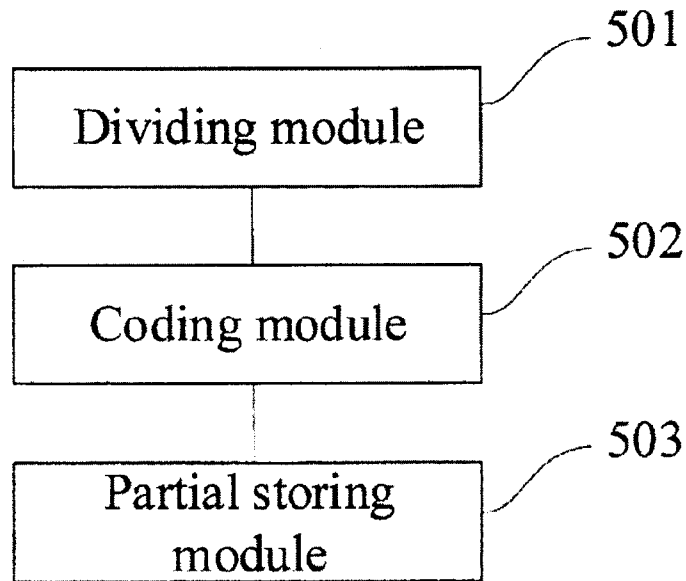 501
Dividing module
502
Coding module
503
Partial storing
module